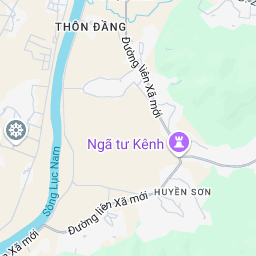 THÔN ĐẰNG
Đường liên Xã mới
Ngã tư Kênh
Sông Lục Nam
HUYỀN SƠN
Đường liên Xã mới
Xã mới